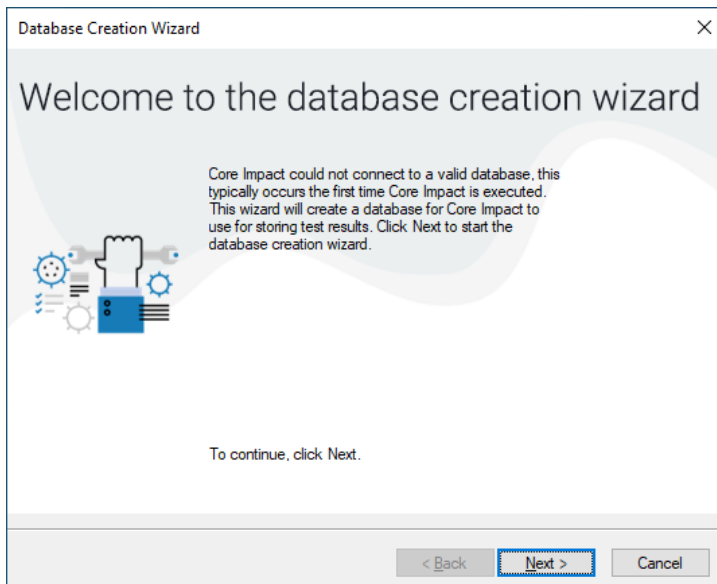 Database Creation Wizard
Welcome to the database creation wizard
Core Impact could not connect to a valid database, this
typically occurs the first time Core Impact is executed.
This wizard will create a database for Core Impact to
use for storing test results. Click Next to start the
database creation wizard.
To continue, click Next.
< Back
Next >
Cancel